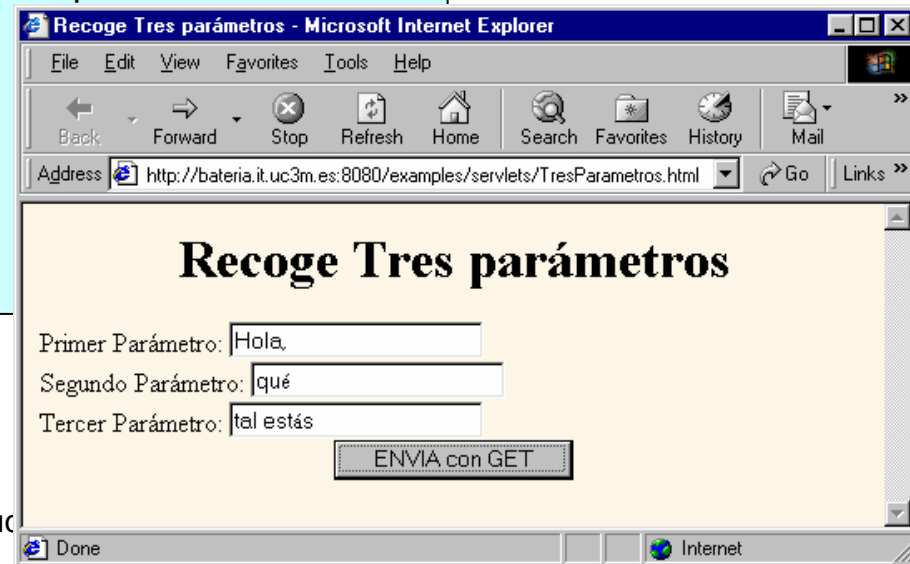 Recoge Tres parámetros - Microsoft Internet Explorer
File Edit View Favorites Tools Help
Back Forward Stop Refresh Home Search Favorites History Mail »
Address http://bateria.it.uc3m.es:8080/examples/servlets/TresParametros.html Go Links »
Recoge Tres parámetros
Primer Parámetro: Hola,
Segundo Parámetro: qué
Tercer Parámetro: tal estás
ENVIA con GET
Done Internet